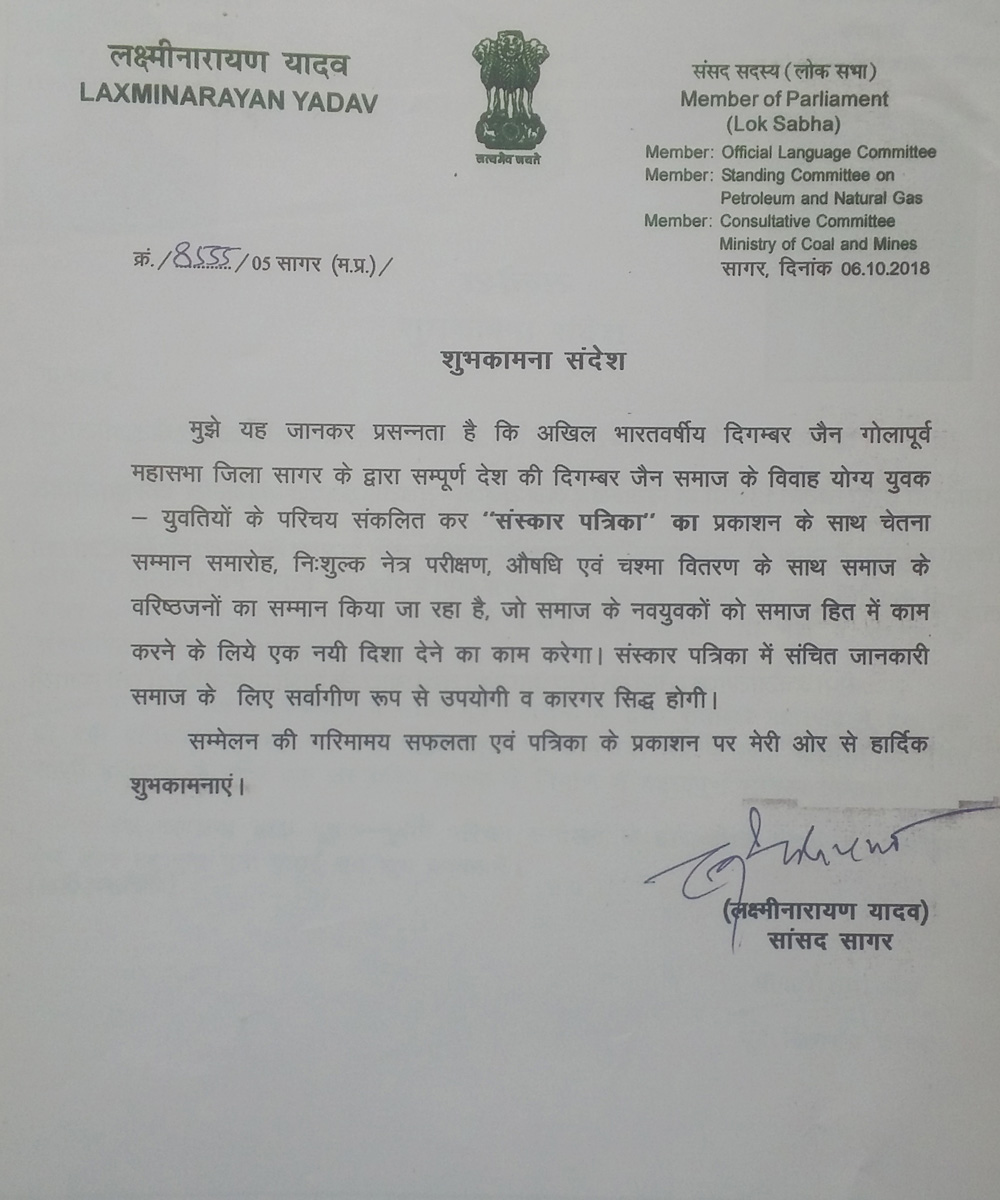 लक्ष्मीनारायण यादव
LAXMINARAYAN YADAV
सत्यमेव जयते
संसद सदस्य (लोक सभा)
Member of Parliament
(Lok Sabha)
Member: Official Language Committee
Member: Standing Committee on
Petroleum and Natural Gas
Member: Consultative Committee
Ministry of Coal and Mines
क्रं. / 8555 / 05 सागर (म.प्र.) /
सागर, दिनांक 06.10.2018
शुभकामना संदेश
मुझे यह जानकर प्रसन्नता है कि अखिल भारतवर्षीय दिगम्बर जैन गोलापूर्व
महासभा जिला सागर के द्वारा सम्पूर्ण देश की दिगम्बर जैन समाज के विवाह योग्य युवक
– युवतियों के परिचय संकलित कर “संस्कार पत्रिका” का प्रकाशन के साथ चेतना
सम्मान समारोह, निःशुल्क नेत्र परीक्षण, औषधि एवं चश्मा वितरण के साथ समाज के
वरिष्ठजनों का सम्मान किया जा रहा है, जो समाज के नवयुवकों को समाज हित में काम
करने के लिये एक नयी दिशा देने का काम करेगा। संस्कार पत्रिका में संचित जानकारी
समाज के लिए सर्वागीण रूप से उपयोगी व कारगर सिद्ध होगी।
सम्मेलन की गरिमामय सफलता एवं पत्रिका के प्रकाशन पर मेरी ओर से हार्दिक
शुभकामनाएं।
(लक्ष्मीनारायण यादव)
सांसद सागर